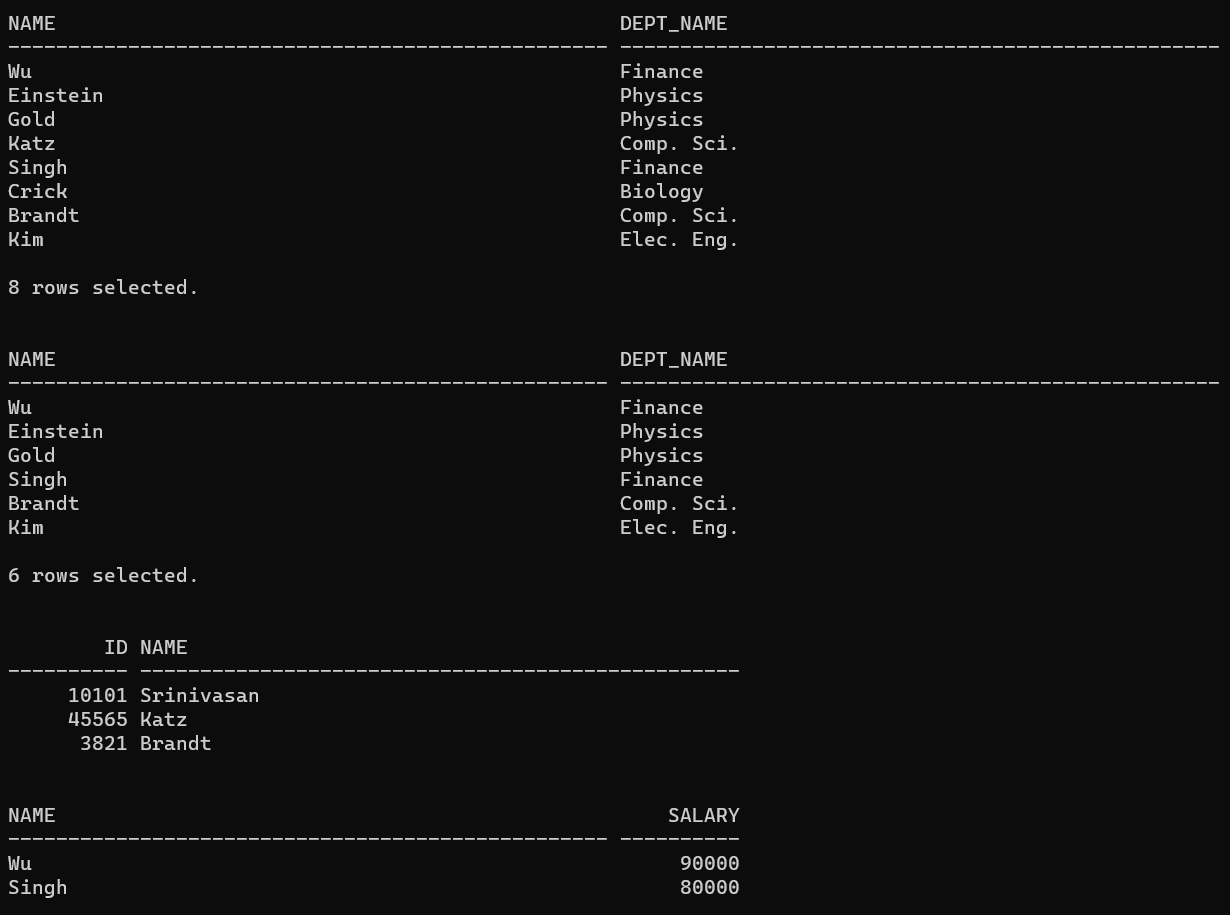 NAME                                               DEPT_NAME
-------------------------------------------------- --------------------------------------------------
Wu                                                 Finance
Einstein                                           Physics
Gold                                               Physics
Katz                                               Comp. Sci.
Singh                                              Finance
Crick                                              Biology
Brandt                                             Comp. Sci.
Kim                                                Elec. Eng.

8 rows selected.


NAME                                               DEPT_NAME
-------------------------------------------------- --------------------------------------------------
Wu                                                 Finance
Einstein                                           Physics
Gold                                               Physics
Singh                                              Finance
Brandt                                             Comp. Sci.
Kim                                                Elec. Eng.

6 rows selected.


        ID NAME
---------- --------------------------------------------------
     10101 Srinivasan
     45565 Katz
      3821 Brandt


NAME                                                   SALARY
-------------------------------------------------- ----------
Wu                                                      90000
Singh                                                   80000